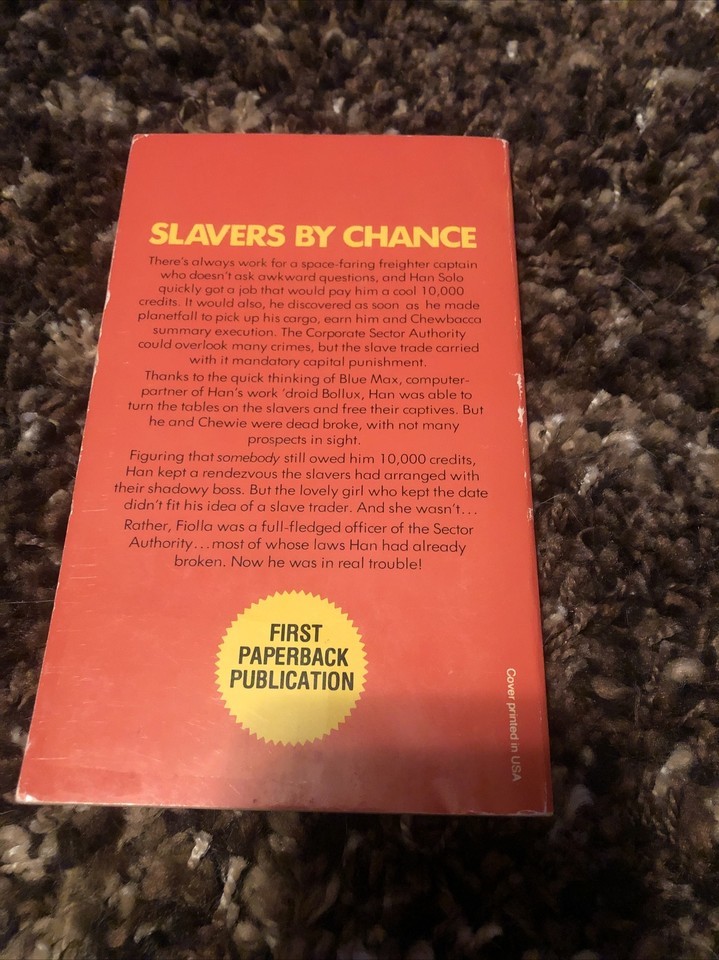 SLAVERS BY CHANCE
There's always work for a space-faring freighter captain
who doesn't ask awkward questions, and Han Solo
quickly got a job that would pay him a cool 10,000
credits. It would also, he discovered as soon as he made
planetfall to pick up his cargo, earn him and Chewbacca
summary execution. The Corporate Sector Authority
could overlook many crimes, but the slave trade carried
with it mandatory capital punishment.
Thanks to the quick thinking of Blue Max, computer-
partner of Han's work 'droid Bollux, Han was able to
turn the tables on the slavers and free their captives. But
he and Chewie were dead broke, with not many
prospects in sight.
Figuring that somebody still owed him 10,000 credits,
Han kept a rendezvous the slavers had arranged with
their shadowy boss. But the lovely girl who kept the date
didn't fit his idea of a slave trader. And she wasn't...
Rather, Fiolla was a full-fledged officer of the Sector
Authority...most of whose laws Han had already
broken. Now he was in real trouble!
FIRST
PAPERBACK
PUBLICATION
Cover printed in USA